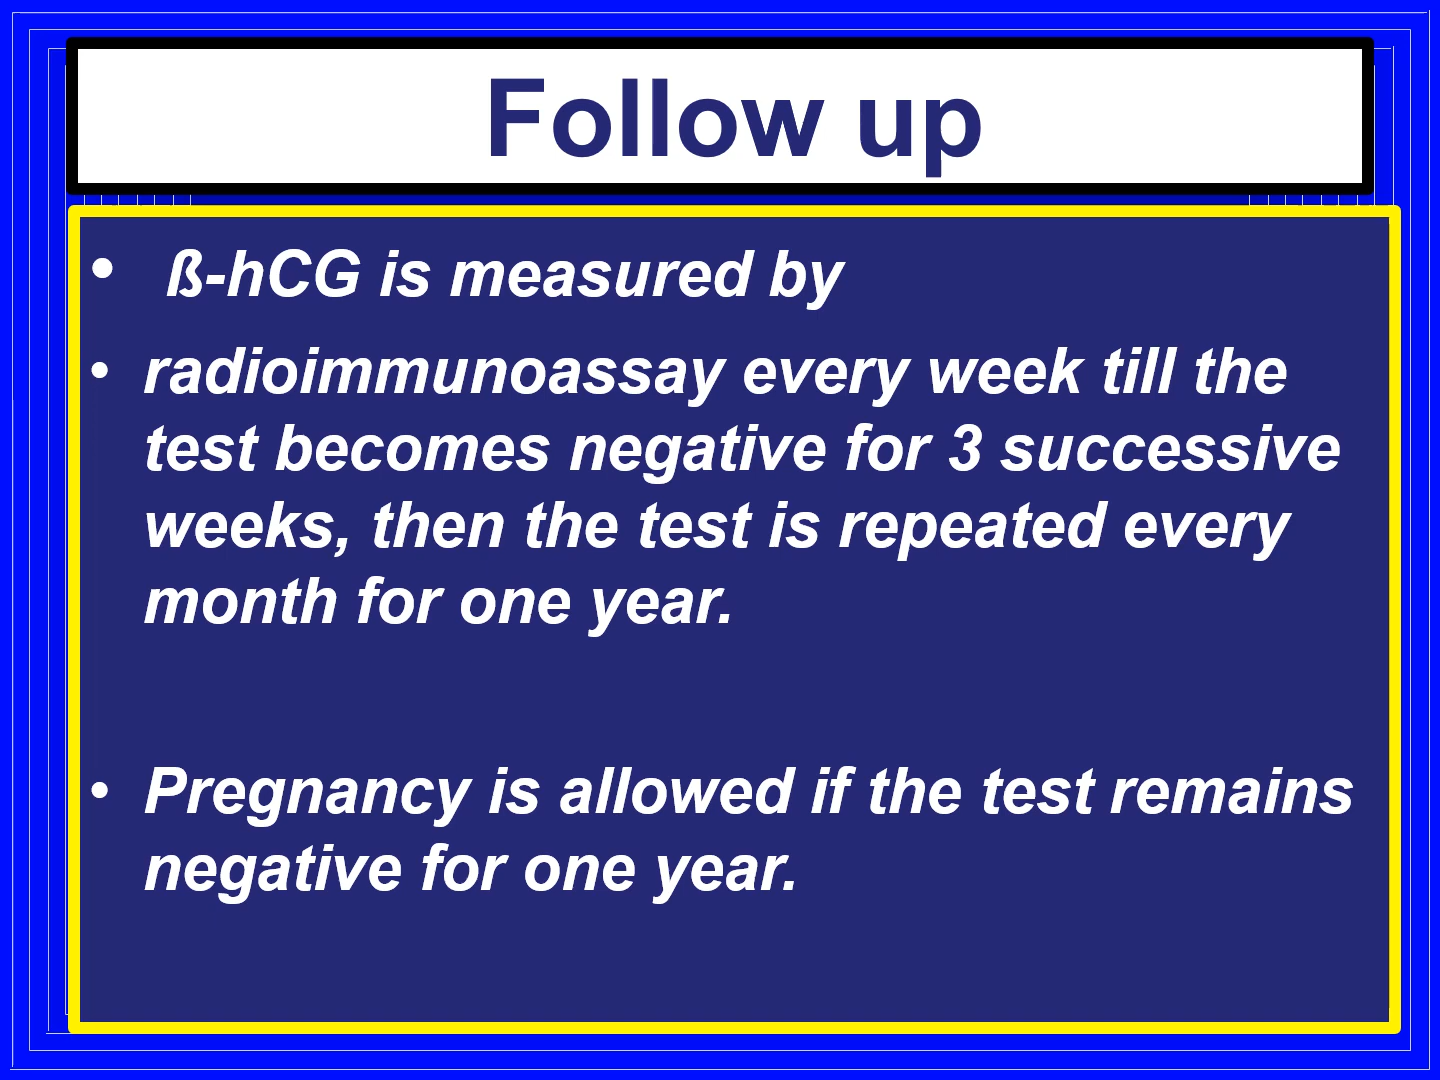 Follow up
• ß-hCG is measured by
• radioimmunoassay every week till the
test becomes negative for 3 successive
weeks, then the test is repeated every
month for one year.
• Pregnancy is allowed if the test remains
negative for one year.